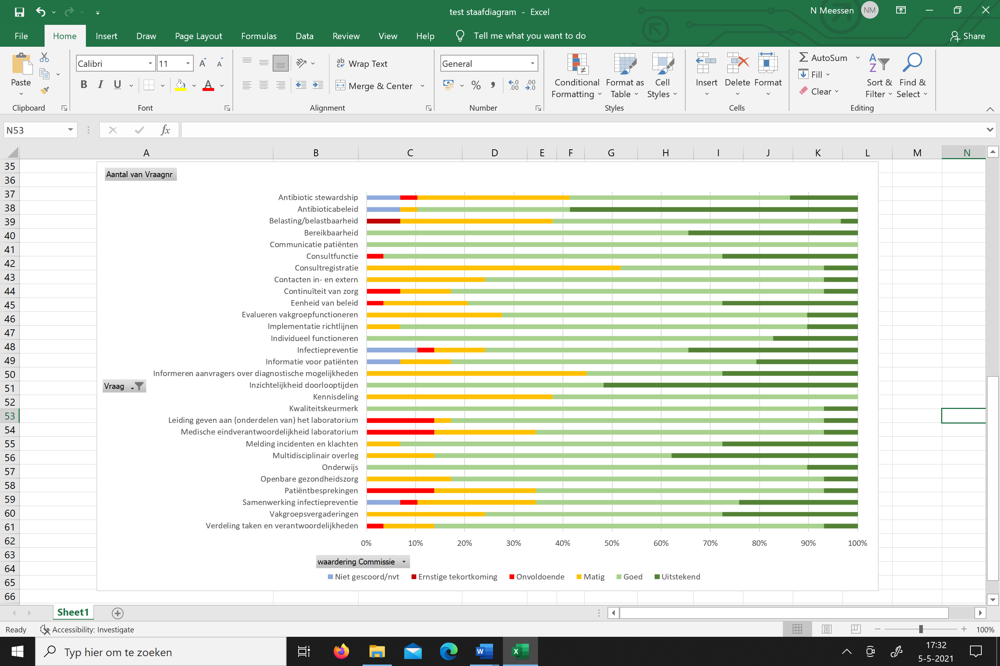 test staafdiagram - Excel
N Meessen NM
File Home Insert Draw Page Layout Formulas Data Review View Help Tell me what you want to do Share
Calibri 11 Wrap Text General AutoSum
Paste B I U A Merge & Center % Conditional Formatting Format as Table Cell Styles Insert Delete Format Fill Clear Sort & Filter Find & Select
Clipboard Font Alignment Number Styles Cells Editing
N53 fx
A B C D E F G H I J K L M N
35
Aantal van Vraagnr
36
37 Antibiotic stewardship
38 Antibioticabeleid
39 Belasting/belastbaarheid
40 Bereikbaarheid
41 Communicatie patiënten
Consultfunctie
42
Consultregistratie
43 Contacten in- en extern
44 Continuïteit van zorg
45 Eenheid van beleid
46 Evalueren vakgroepfunctioneren
47 Implementatie richtlijnen
Individueel functioneren
48 Infectiepreventie
49 Informatie voor patiënten
50 Informeren aanvragers over diagnostische mogelijkheden
51 Vraag Inzichtelijkheid doorlooptijden
52 Kennisdeling
Kwaliteitskeurmerk
53
Leiding geven aan (onderdelen van) het laboratorium
54 Medische eindverantwoordelijkheid laboratorium
55 Melding incidenten en klachten
56 Multidisciplinair overleg
57 Onderwijs
58 Openbare gezondheidszorg
Patiëntbesprekingen
59 Samenwerking infectiepreventie
60 Vakgroepsvergaderingen
61 Verdeling taken en verantwoordelijkheden
62 0% 10% 20% 30% 40% 50% 60% 70% 80% 90% 100%
63
waardering Commissie
64
65 Niet gescoord/nvt Ernstige tekortkoming Onvoldoende Matig Goed Uitstekend
66
Sheet1
Ready Accessibility: Investigate 100%
Typ hier om te zoeken
17:32
5-5-2021